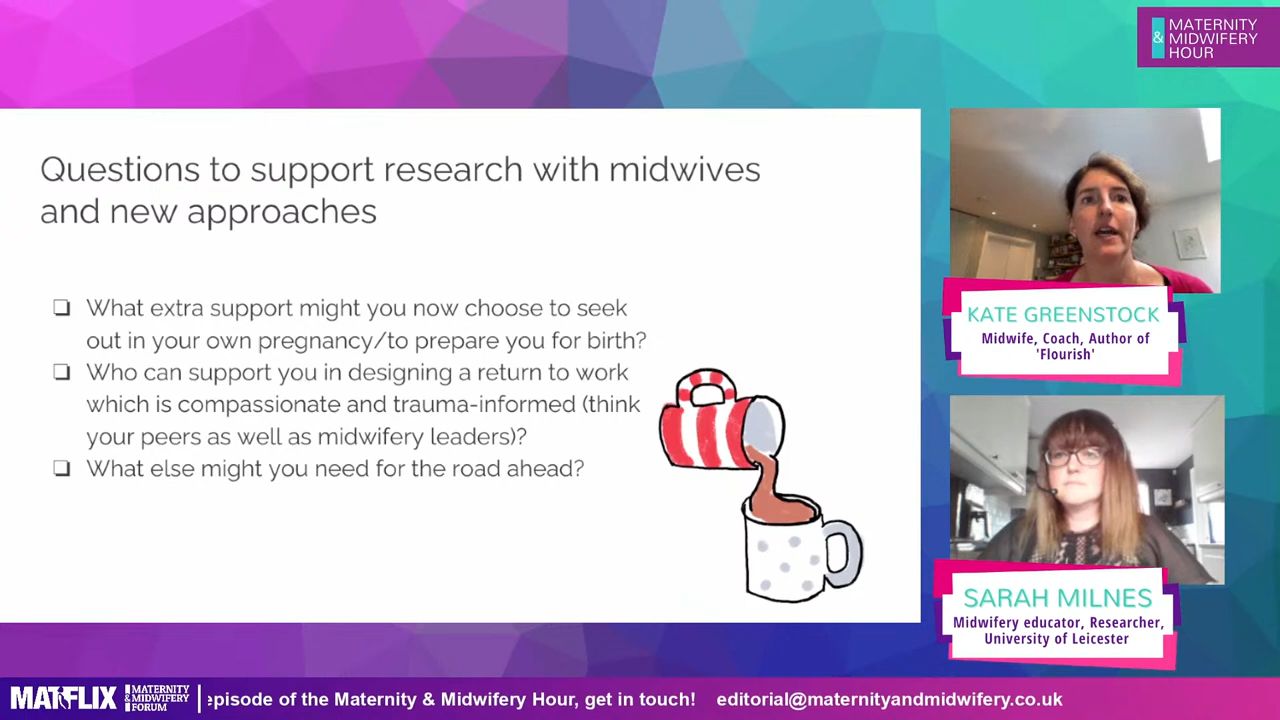 MATERNITY
& MIDWIFERY
HOUR
Questions to support research with midwives
and new approaches
❏ What extra support might you now choose to seek
out in your own pregnancy/to prepare you for birth?
❏ Who can support you in designing a return to work
which is compassionate and trauma-informed (think
your peers as well as midwifery leaders)?
❏ What else might you need for the road ahead?
KATE GREENSTOCK
Midwife, Coach, Author of
'Flourish'
SARAH MILNES
Midwifery educator, Researcher,
University of Leicester
MATFLIX
MATERNITY
& MIDWIFERY
FORUM
episode of the Maternity & Midwifery Hour, get in touch! editorial@maternityandmidwifery.co.uk